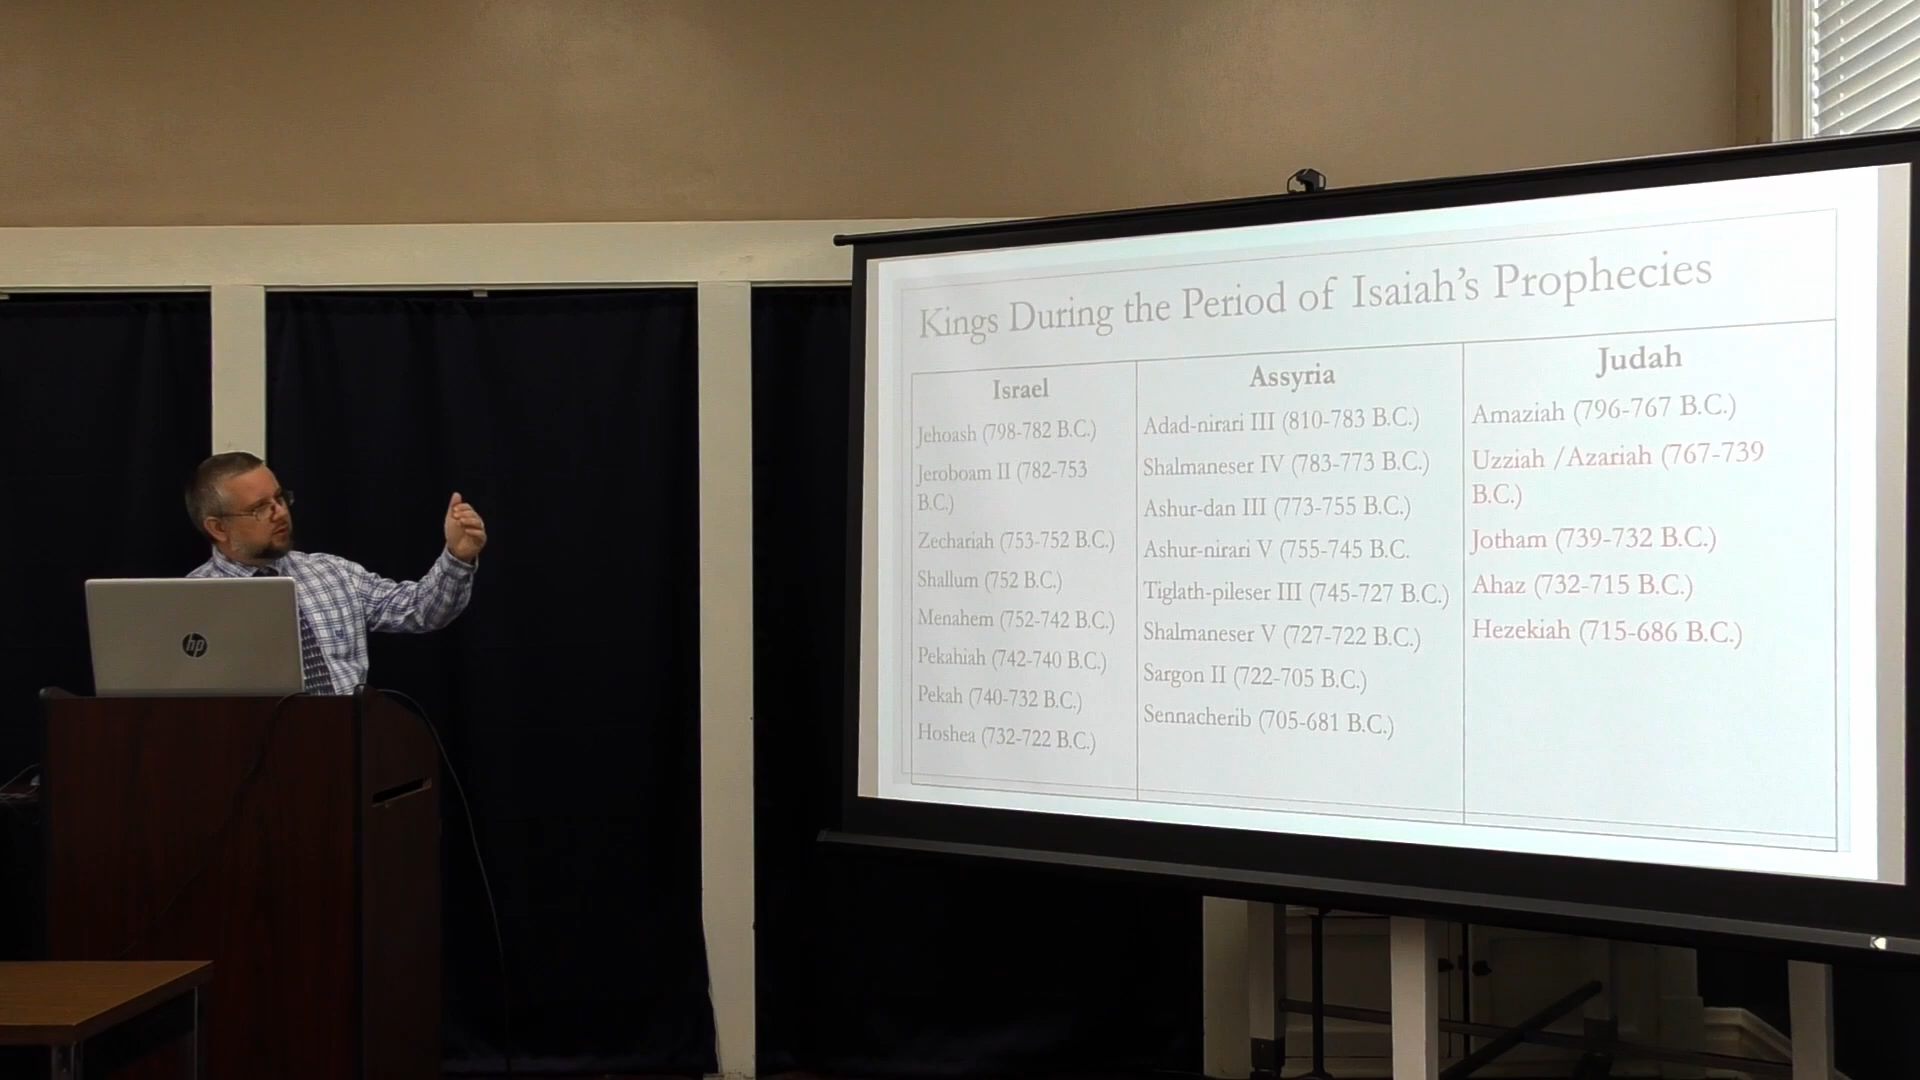 hp
Kings During the Period of Isaiah's Prophecies
Israel
Jehoash (798-782 B.C.)
Jeroboam II (782-753
B.C.)
Zechariah (753-752 B.C.)
Shallum (752 B.C.)
Menahem (752-742 B.C.)
Pekahiah (742-740 B.C.)
Pekah (740-732 B.C.)
Hoshea (732-722 B.C.)
Assyria
Adad-nirari III (810-783 B.C.)
Shalmaneser IV (783-773 B.C.)
Ashur-dan III (773-755 B.C.)
Ashur-nirari V (755-745 B.C.
Tiglath-pileser III (745-727 B.C.)
Shalmaneser V (727-722 B.C.)
Sargon II (722-705 B.C.)
Sennacherib (705-681 B.C.)
Judah
Amaziah (796-767 B.C.)
Uzziah /Azariah (767-739
B.C.)
Jotham (739-732 B.C.)
Ahaz (732-715 B.C.)
Hezekiah (715-686 B.C.)